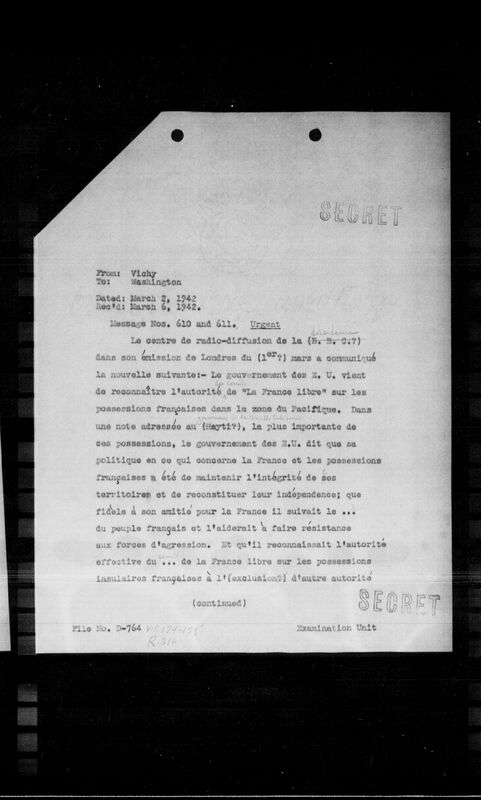 SECRET
From: Vichy
To: Washington
Dated: March 2, 1942
Rec'd: March 6, 1942.
Message Nos. 610 and 611. Urgent
Le centre de radio-diffusion de la (B. B. C.?)
dans son émission de Londres du (1er?) mars a communiqué
la nouvelle suivante:- Le gouvernement des E. U. vient
de reconnaître l'autorité de "La France libre" sur les
possessions françaises dans la zone du Pacifique. Dans
une note adressée au (Hayti?), la plus importante de
ces possessions, le gouvernement des E.U. dit que sa
politique en ce qui concerne la France et les possessions
françaises a été de maintenir l'intégrité de ses
territoires et de reconstituer leur indépendance; que
fidèle à son amitié pour la France il suivait le ...
du peuple français et l'aiderait à faire résistance
aux forces d'agression. Et qu'il reconnaissait l'autorité
effective du ... de la France libre sur les possessions
insulaires françaises à l'(exclusion?) d'autre autorité
(continued)
SECRET
File No. D-764
R-316
Examination Unit